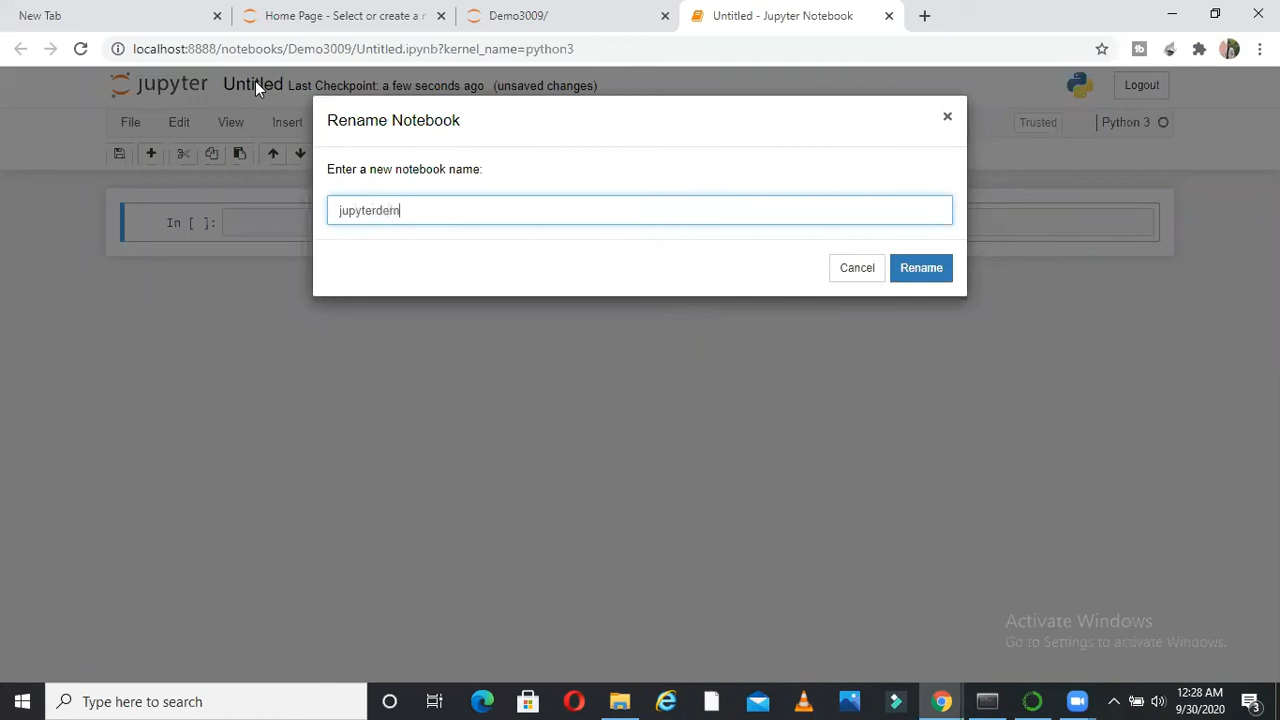 New Tab
Home Page - Select or create a n
Demo3009/
Untitled - Jupyter Notebook
localhost:8888/notebooks/Demo3009/Untitled.ipynb?kernel_name=python3
jupyter Untitled Last Checkpoint: a few seconds ago (unsaved changes)
Logout
File Edit View Insert
Trusted
Python 3
Rename Notebook
Enter a new notebook name:
jupyterdem
Cancel
Rename
In [ ]:
Activate Windows
Go to Settings to activate Windows.
Type here to search
12:28 AM
9/30/2020
3